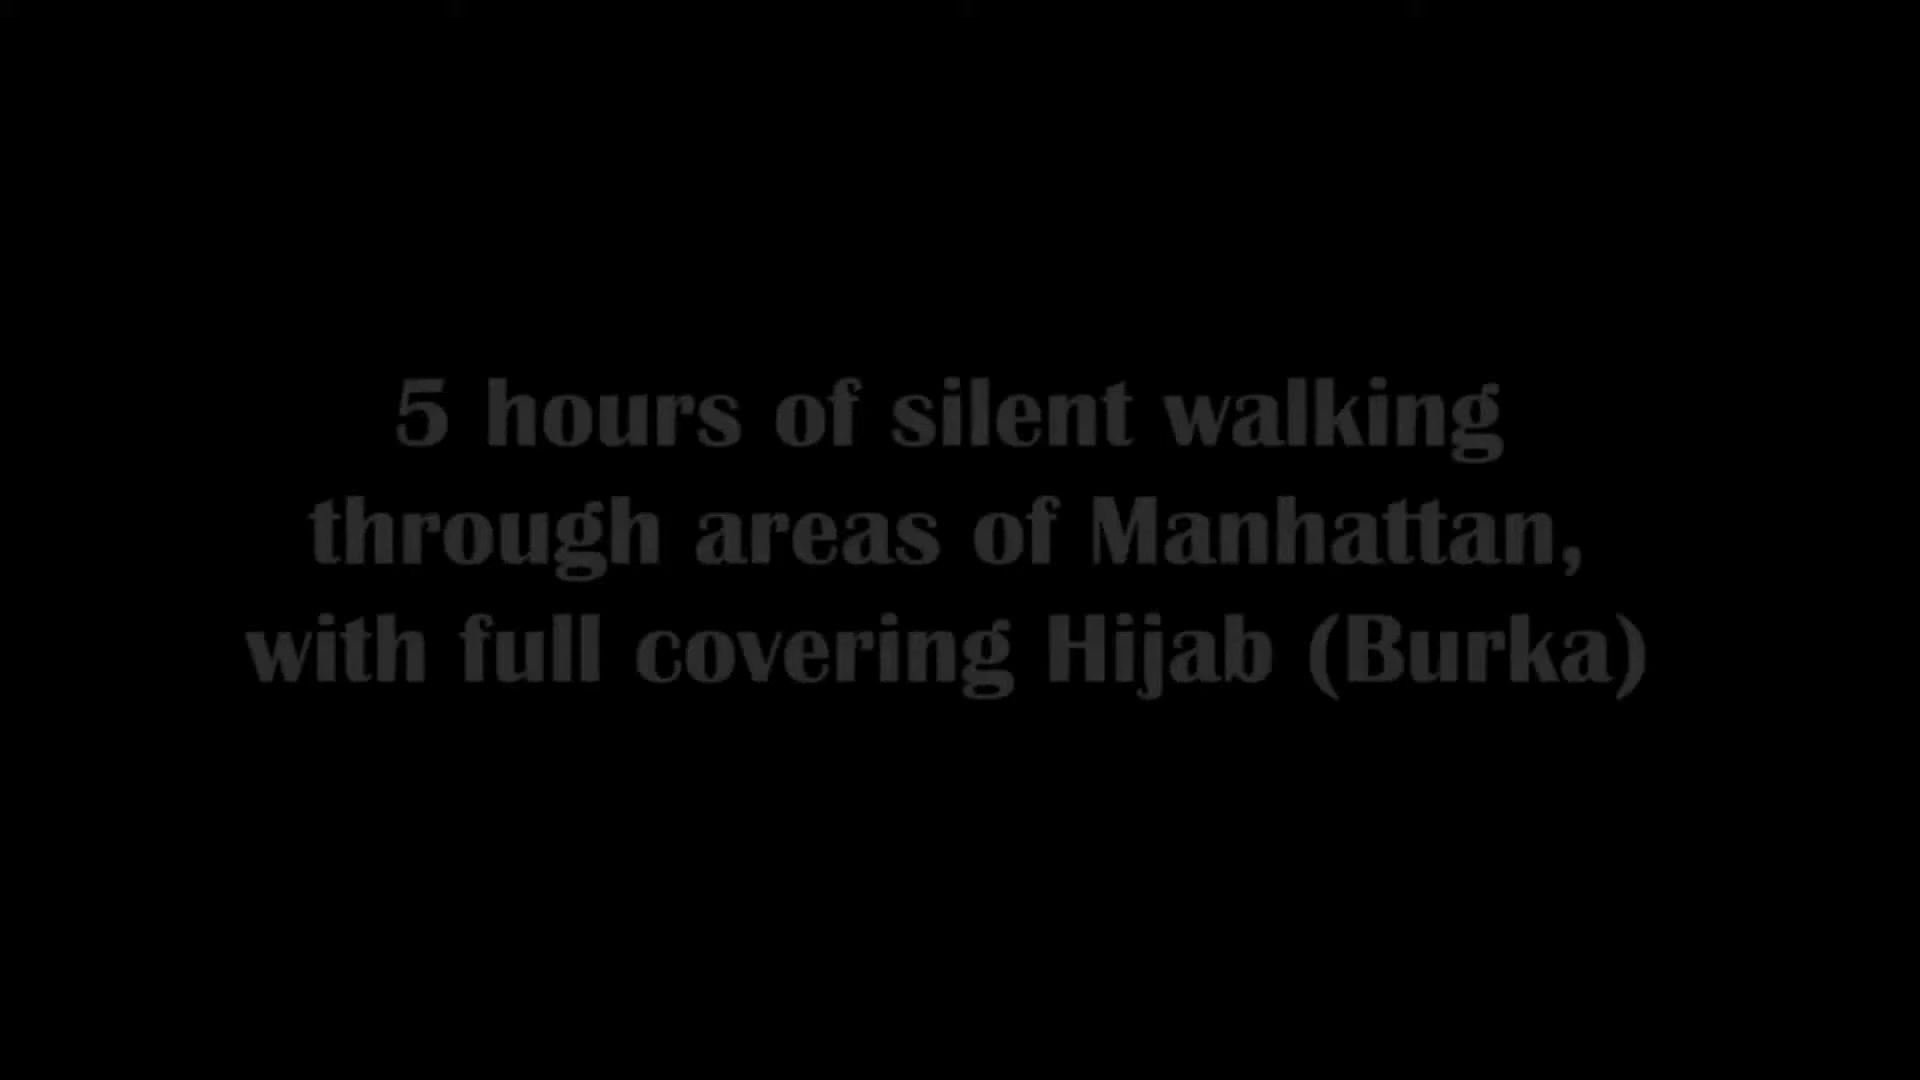 5 hours of silent walking
through areas of Manhattan,
with full covering Hijab (Burka)